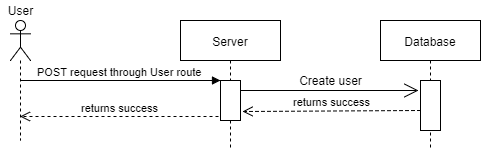 User
Server
Database
POST request through User route
Create user
returns success
returns success